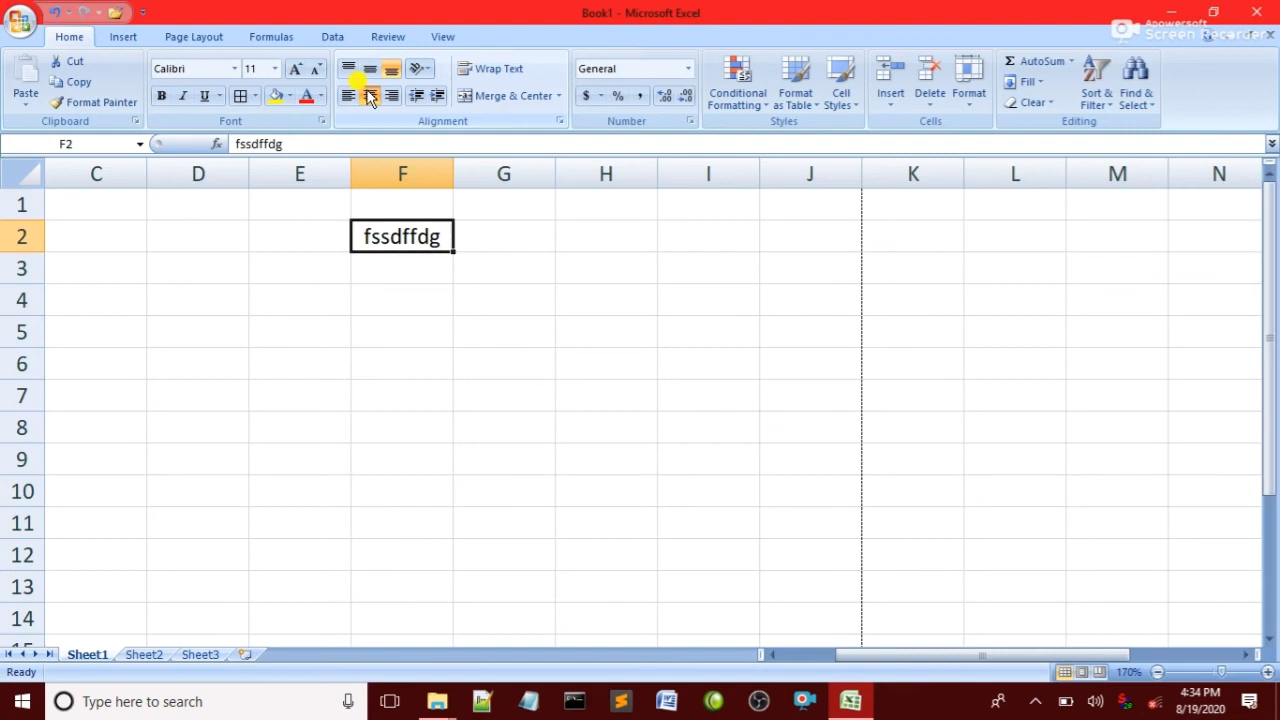 Book1 - Microsoft Excel
Apowersoft
Screen Recorder
Home Insert Page Layout Formulas Data Review View
Paste
Cut
Copy
Format Painter
Clipboard
Calibri 11
B I U A
Font
Wrap Text
Merge & Center
Alignment
General
$ % ,
Number
Conditional Formatting
Format as Table
Cell Styles
Styles
Insert Delete Format
Cells
Σ AutoSum
Fill
Clear
Sort & Filter
Find & Select
Editing
F2 fx fssdffdg
C D E F G H I J K L M N
1
2 fssdffdg
3
4
5
6
7
8
9
10
11
12
13
14
Sheet1 Sheet2 Sheet3
Ready 170%
Type here to search
4:34 PM
8/19/2020